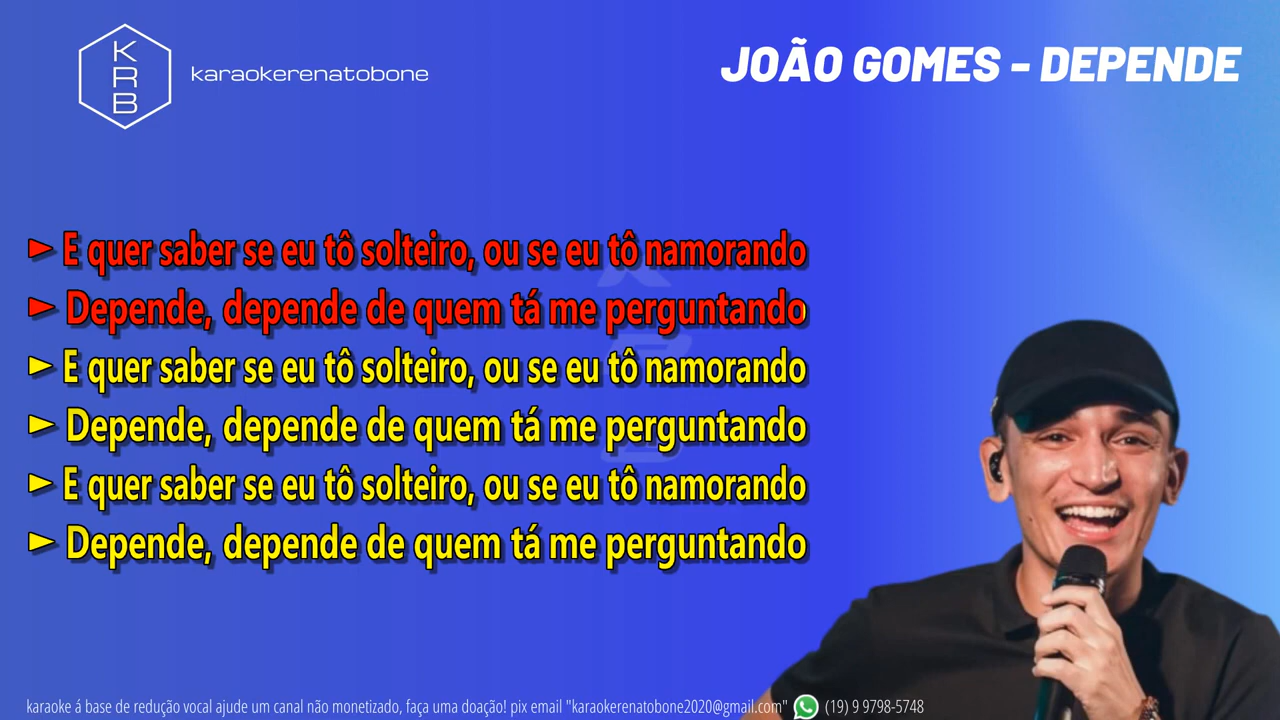 KRB
karaokerenatobone
JOÃO GOMES - DEPENDE
► E quer saber se eu tô solteiro, ou se eu tô namorando
► Depende, depende de quem tá me perguntando
► E quer saber se eu tô solteiro, ou se eu tô namorando
► Depende, depende de quem tá me perguntando
► E quer saber se eu tô solteiro, ou se eu tô namorando
► Depende, depende de quem tá me perguntando
karaoke á base de redução vocal ajude um canal não monetizado, faça uma doação! pix email "karaokerenatobone2020@gmail.com" (19) 9 9798-5748